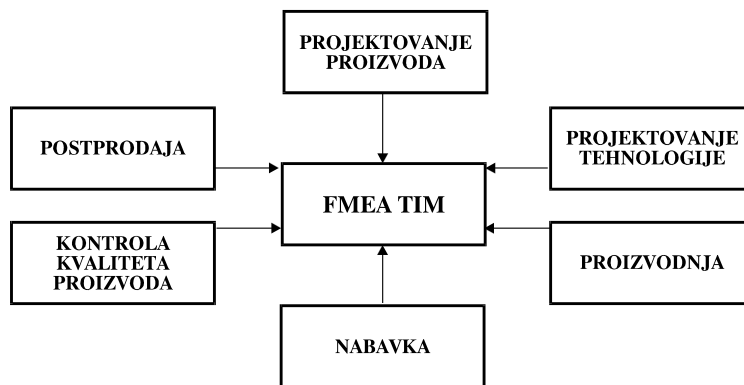 PROJEKTOVANJE
PROIZVODA
POSTPRODAJA
PROJEKTOVANJE
TEHNOLOGIJE
FMEA TIM
KONTROLA
KVALITETA
PROIZVODA
PROIZVODNJA
NABAVKA